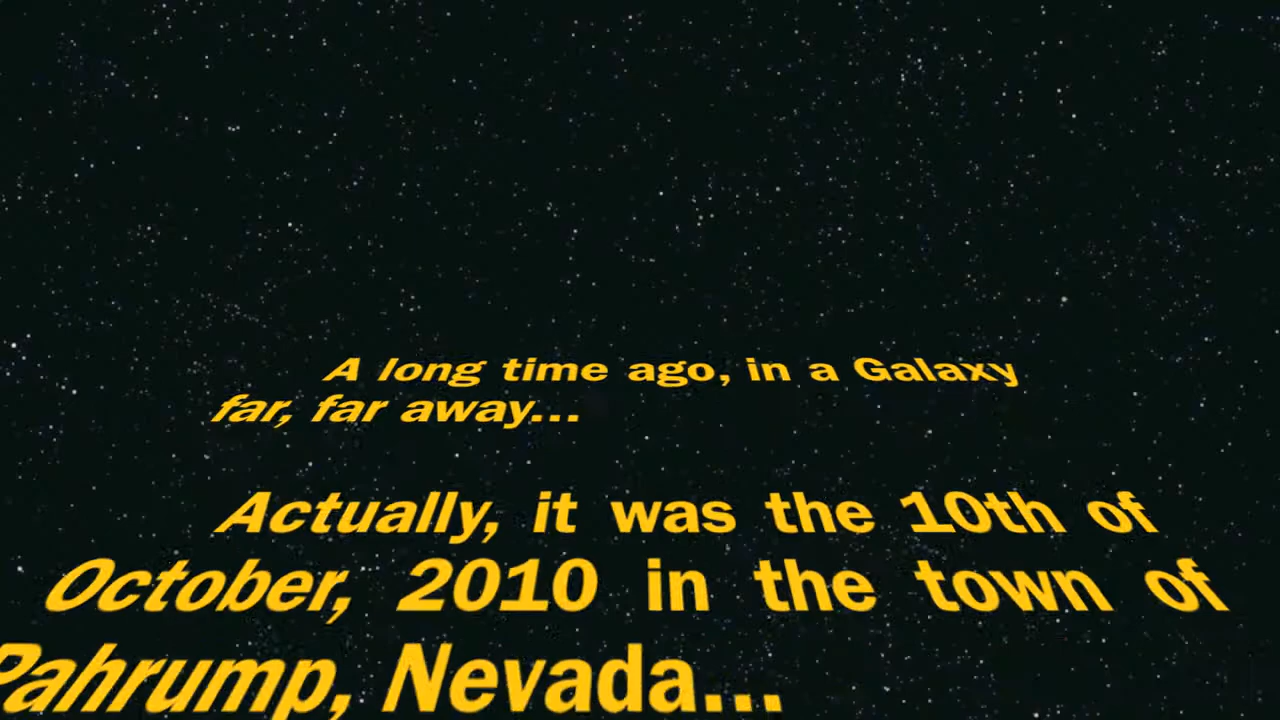 A long time ago, in a Galaxy
far, far away...
Actually, it was the 10th of
October, 2010 in the town of
Pahrump, Nevada...